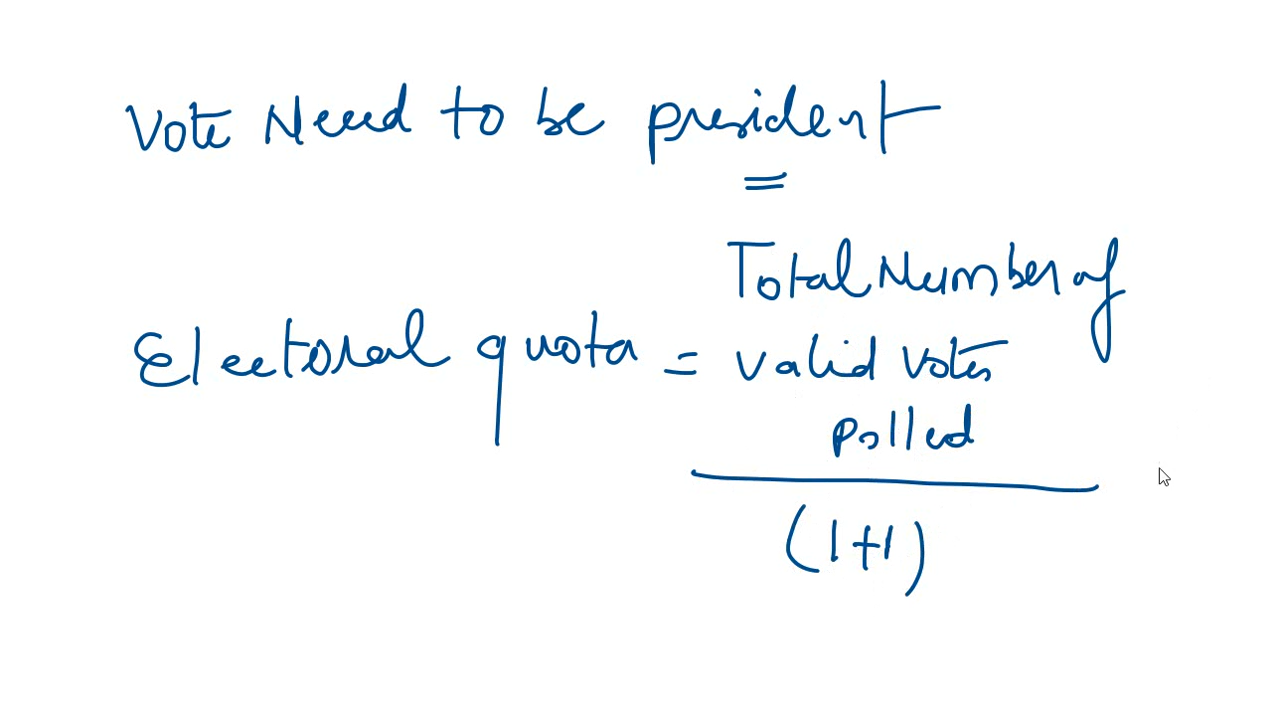 Vote Need to be president
=
Total Number of
Electoral quota = valid votes
polled
(1+1)